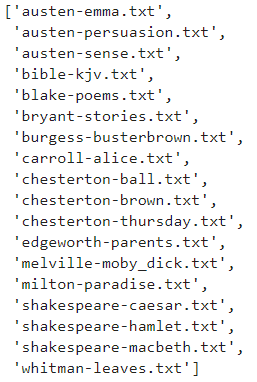 ['austen-emma.txt',
'austen-persuasion.txt',
'austen-sense.txt',
'bible-kjv.txt',
'blake-poems.txt',
'bryant-stories.txt',
'burgess-busterbrown.txt',
'carroll-alice.txt',
'chesterton-ball.txt',
'chesterton-brown.txt',
'chesterton-thursday.txt',
'edgeworth-parents.txt',
'melville-moby_dick.txt',
'milton-paradise.txt',
'shakespeare-caesar.txt',
'shakespeare-hamlet.txt',
'shakespeare-macbeth.txt',
'whitman-leaves.txt']